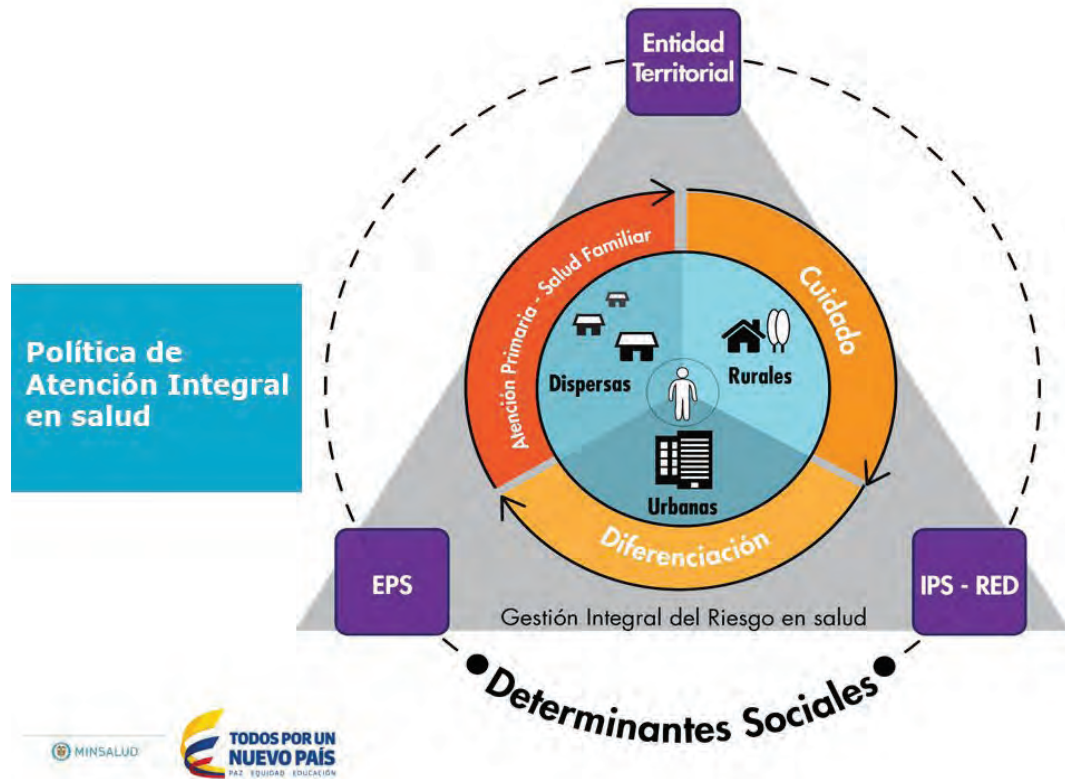 Entidad
Territorial
Atención Primaria - Salud Familiar
Cuidado
Dispersas
Rurales
Urbanas
Diferenciación
Política de
Atención Integral
en salud
EPS
IPS - RED
Gestión Integral del Riesgo en salud
Determinantes Sociales
MINSALUD
TODOS POR UN
NUEVO PAÍS
PAZ EQUIDAD EDUCACIÓN